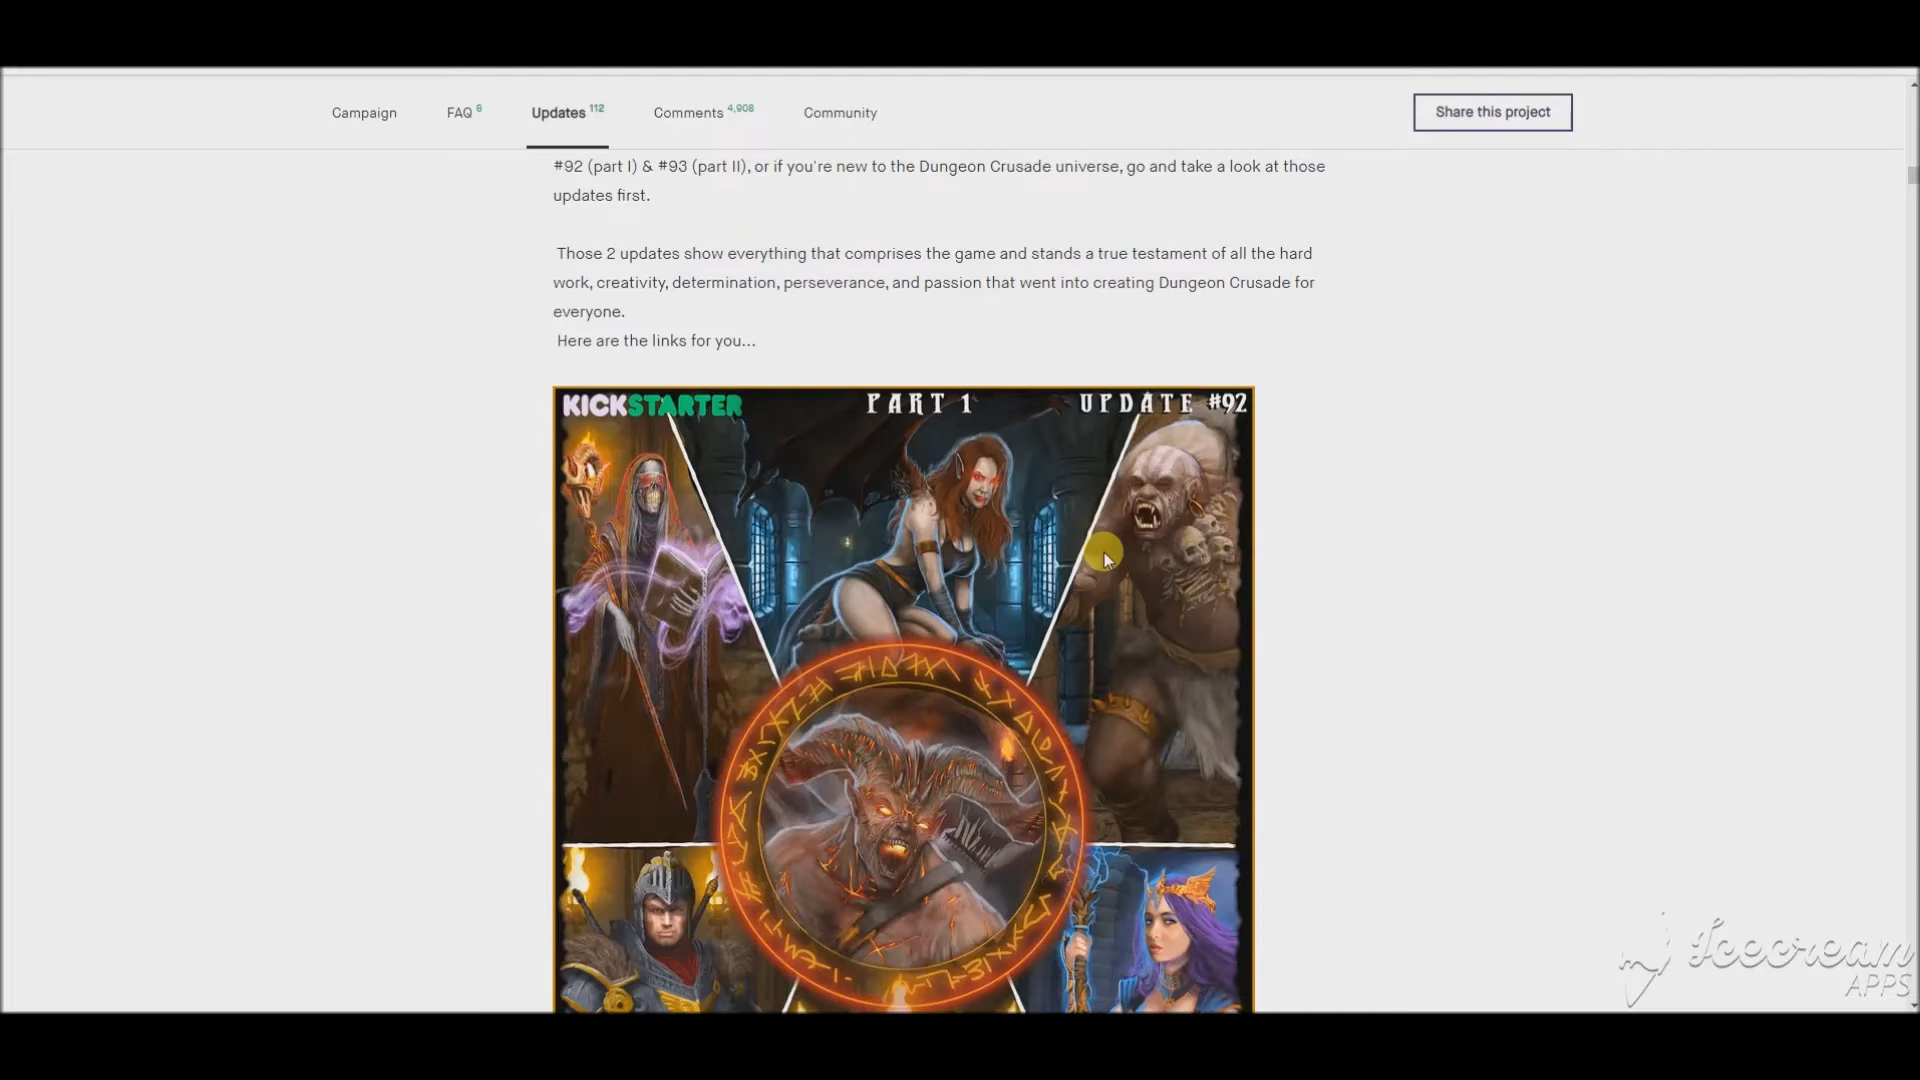 Campaign FAQ 6 Updates 112 Comments 4,908 Community Share this project
#92 (part I) & #93 (part II), or if you're new to the Dungeon Crusade universe, go and take a look at those
updates first.
Those 2 updates show everything that comprises the game and stands a true testament of all the hard
work, creativity, determination, perseverance, and passion that went into creating Dungeon Crusade for
everyone.
Here are the links for you...
KICKSTARTER PART 1 UPDATE #92
Icecream
APPS